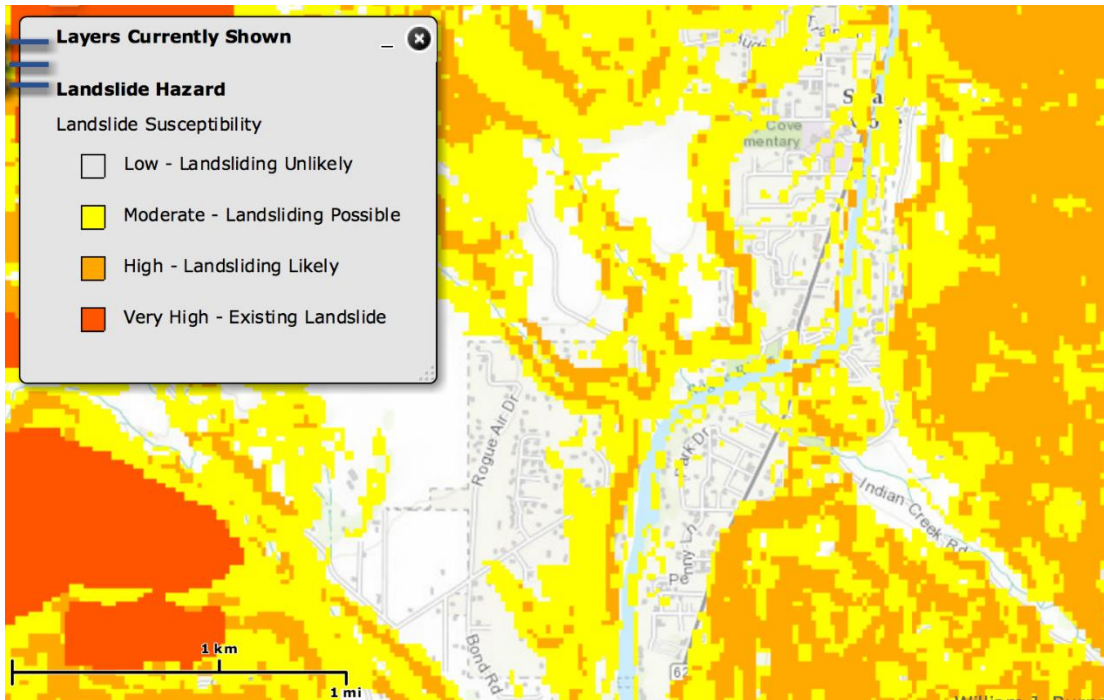 Layers Currently Shown
Landslide Hazard
Landslide Susceptibility
Low - Landsliding Unlikely
Moderate - Landsliding Possible
High - Landsliding Likely
Very High - Existing Landslide
Cove
mentary
Rogue Air Dr
Park Dr
Indian Creek Rd
Penny Ln
Bond Rd
62
1 km
1 mi